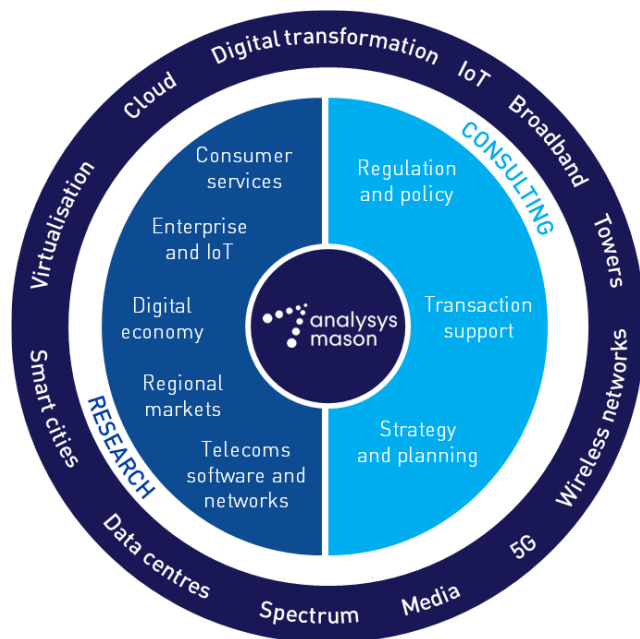 Digital transformation
IoT
Broadband
Towers
Wireless networks
5G
Media
Spectrum
Data centres
Smart cities
Virtualisation
Cloud
CONSULTING
RESEARCH
Consumer
services
Enterprise
and IoT
Digital
economy
Regional
markets
Telecoms
software and
networks
Regulation
and policy
Transaction
support
Strategy
and planning
analysys
mason